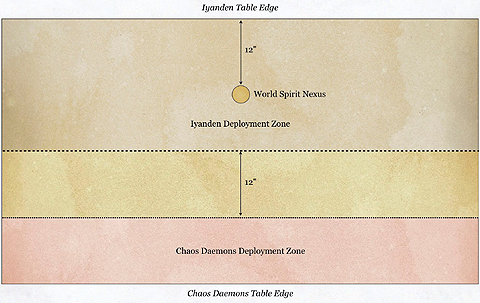 Iyanden Table Edge
12"
World Spirit Nexus
Iyanden Deployment Zone
12"
Chaos Daemons Deployment Zone
Chaos Daemons Table Edge